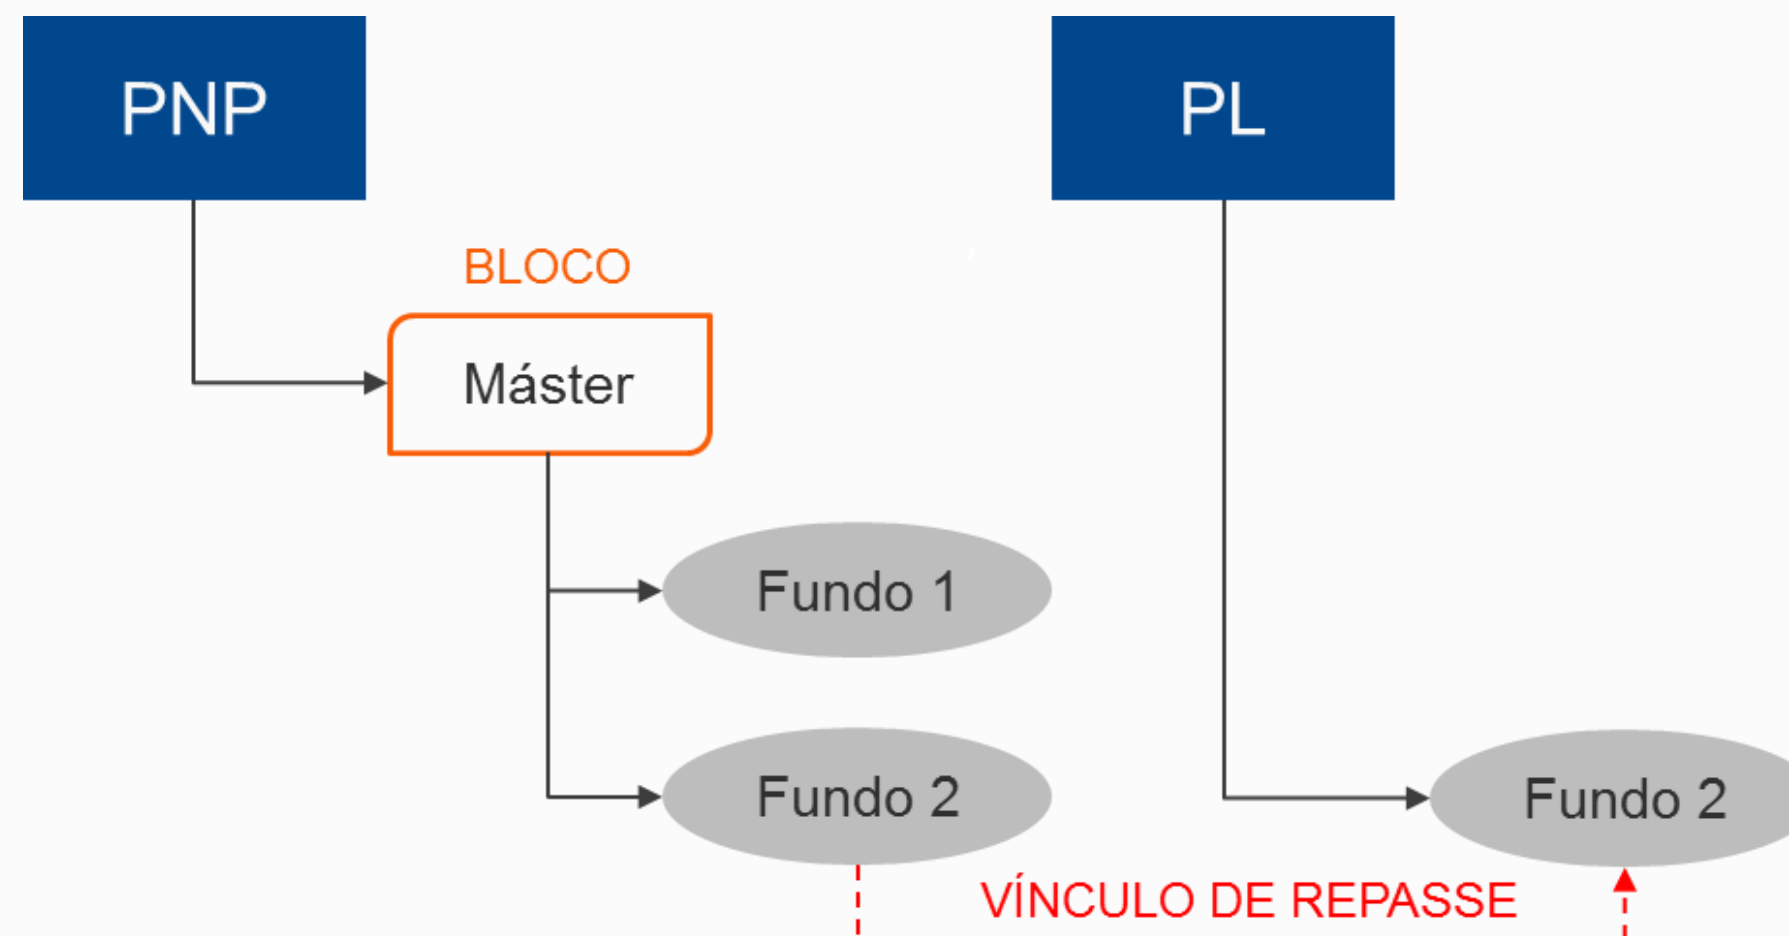 PNP
PL
BLOCO
Máster
Fundo 1
Fundo 2
Fundo 2
VÍNCULO DE REPASSE